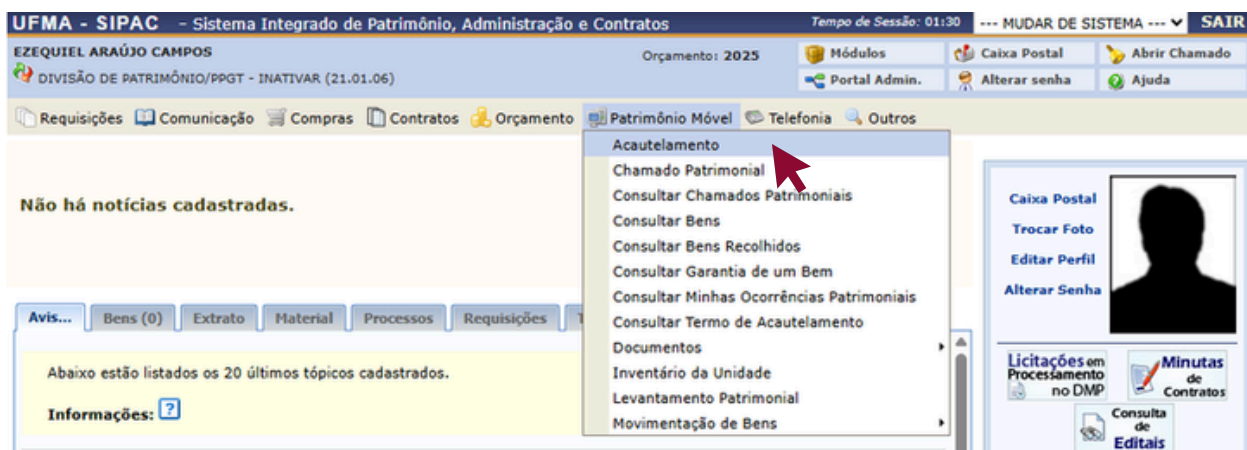 UFMA - SIPAC - Sistema Integrado de Patrimônio, Administração e Contratos
Tempo de Sessão: 01:30
--- MUDAR DE SISTEMA ---
SAIR
EZEQUIEL ARAÚJO CAMPOS
DIVISÃO DE PATRIMÔNIO/PPGT - INATIVAR (21.01.06)
Orçamento: 2025
Módulos
Caixa Postal
Abrir Chamado
Portal Admin.
Alterar senha
Ajuda
Requisições Comunicação Compras Contratos Orçamento Patrimônio Móvel Telefonia Outros
Acautelamento
Chamado Patrimonial
Consultar Chamados Patrimoniais
Consultar Bens
Consultar Bens Recolhidos
Consultar Garantia de um Bem
Consultar Minhas Ocorrências Patrimoniais
Consultar Termo de Acautelamento
Documentos
Inventário da Unidade
Levantamento Patrimonial
Movimentação de Bens
Não há notícias cadastradas.
Avis... Bens (0) Extrato Material Processos Requisições
Abaixo estão listados os 20 últimos tópicos cadastrados.
Informações: ?
Caixa Postal
Trocar Foto
Editar Perfil
Alterar Senha
Licitações em
Processamento
no DMP
Minutas
de
Contratos
Consulta
de
Editais